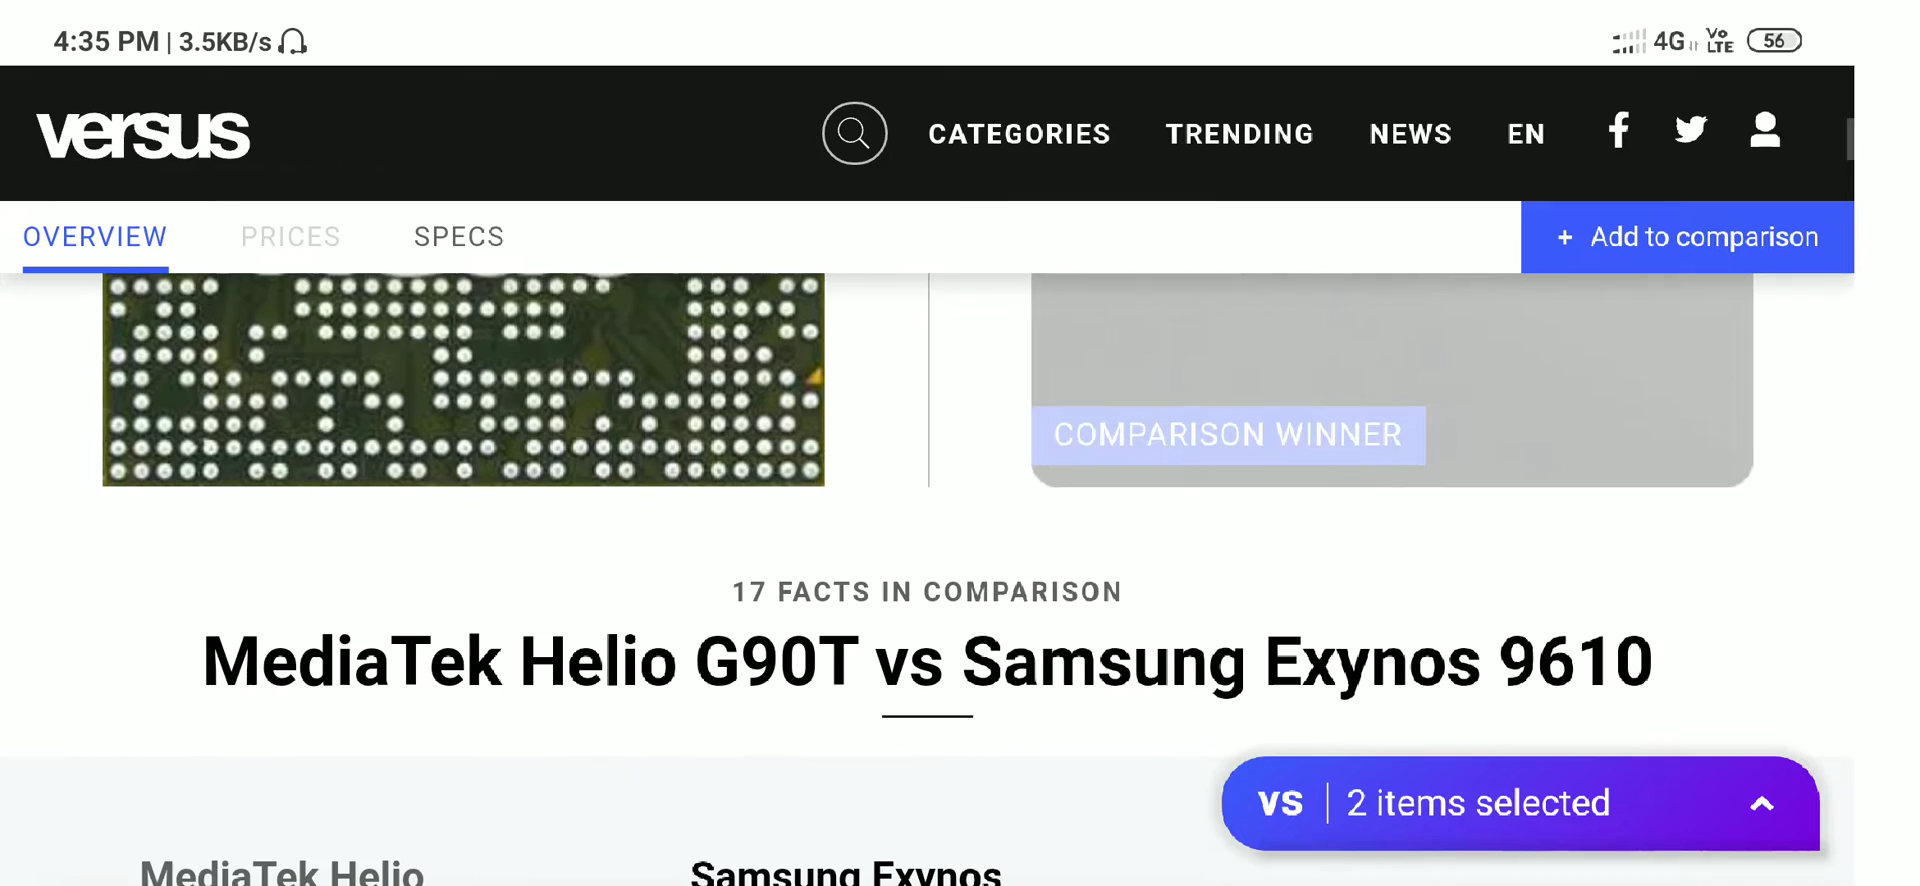 4:35 PM | 3.5KB/s 4G Vo LTE 56
versus CATEGORIES TRENDING NEWS EN
OVERVIEW PRICES SPECS + Add to comparison
COMPARISON WINNER
17 FACTS IN COMPARISON
MediaTek Helio G90T vs Samsung Exynos 9610
VS | 2 items selected
MediaTek Helio Samsung Exynos